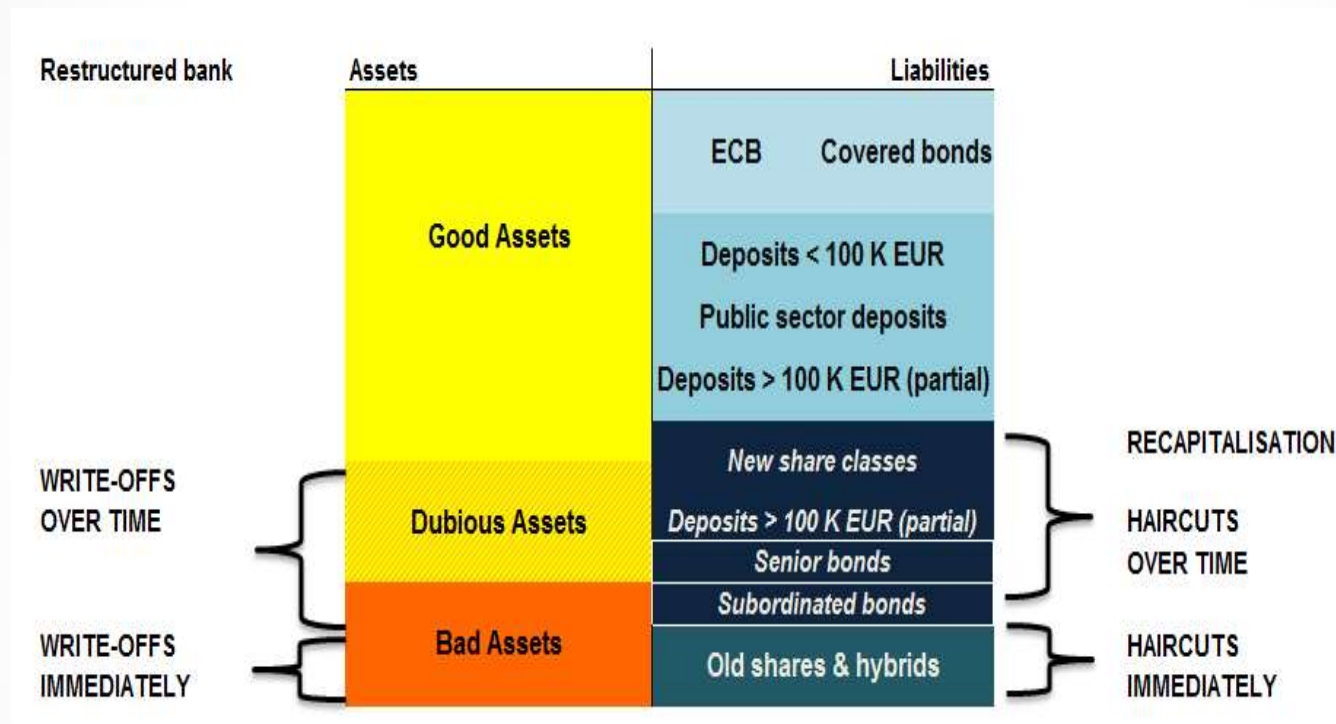 Restructured bank
Assets
Liabilities
ECB Covered bonds
Good Assets
Deposits < 100 K EUR
Public sector deposits
Deposits > 100 K EUR (partial)
New share classes
RECAPITALISATION
WRITE-OFFS
OVER TIME
Dubious Assets
Deposits > 100 K EUR (partial)
HAIRCUTS
OVER TIME
Senior bonds
Subordinated bonds
WRITE-OFFS
IMMEDIATELY
Bad Assets
Old shares & hybrids
HAIRCUTS
IMMEDIATELY